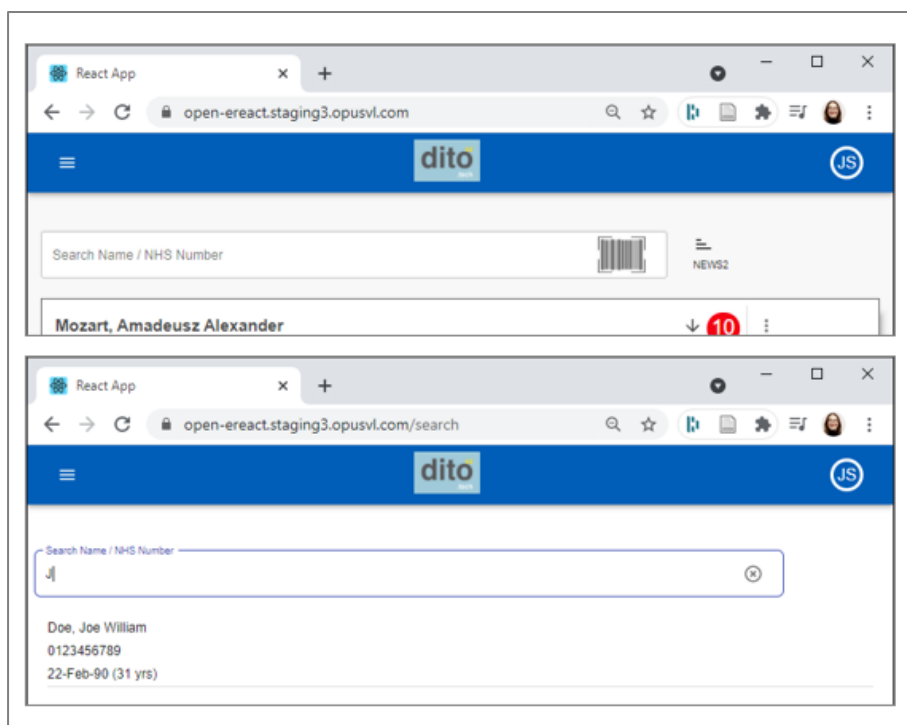 React App
open-ereact.staging3.opusvl.com
dito
JS
Search Name / NHS Number
NEWS2
Mozart, Amadeusz Alexander
10
React App
open-ereact.staging3.opusvl.com/search
dito
JS
Search Name / NHS Number
J
Doe, Joe William
0123456789
22-Feb-90 (31 yrs)